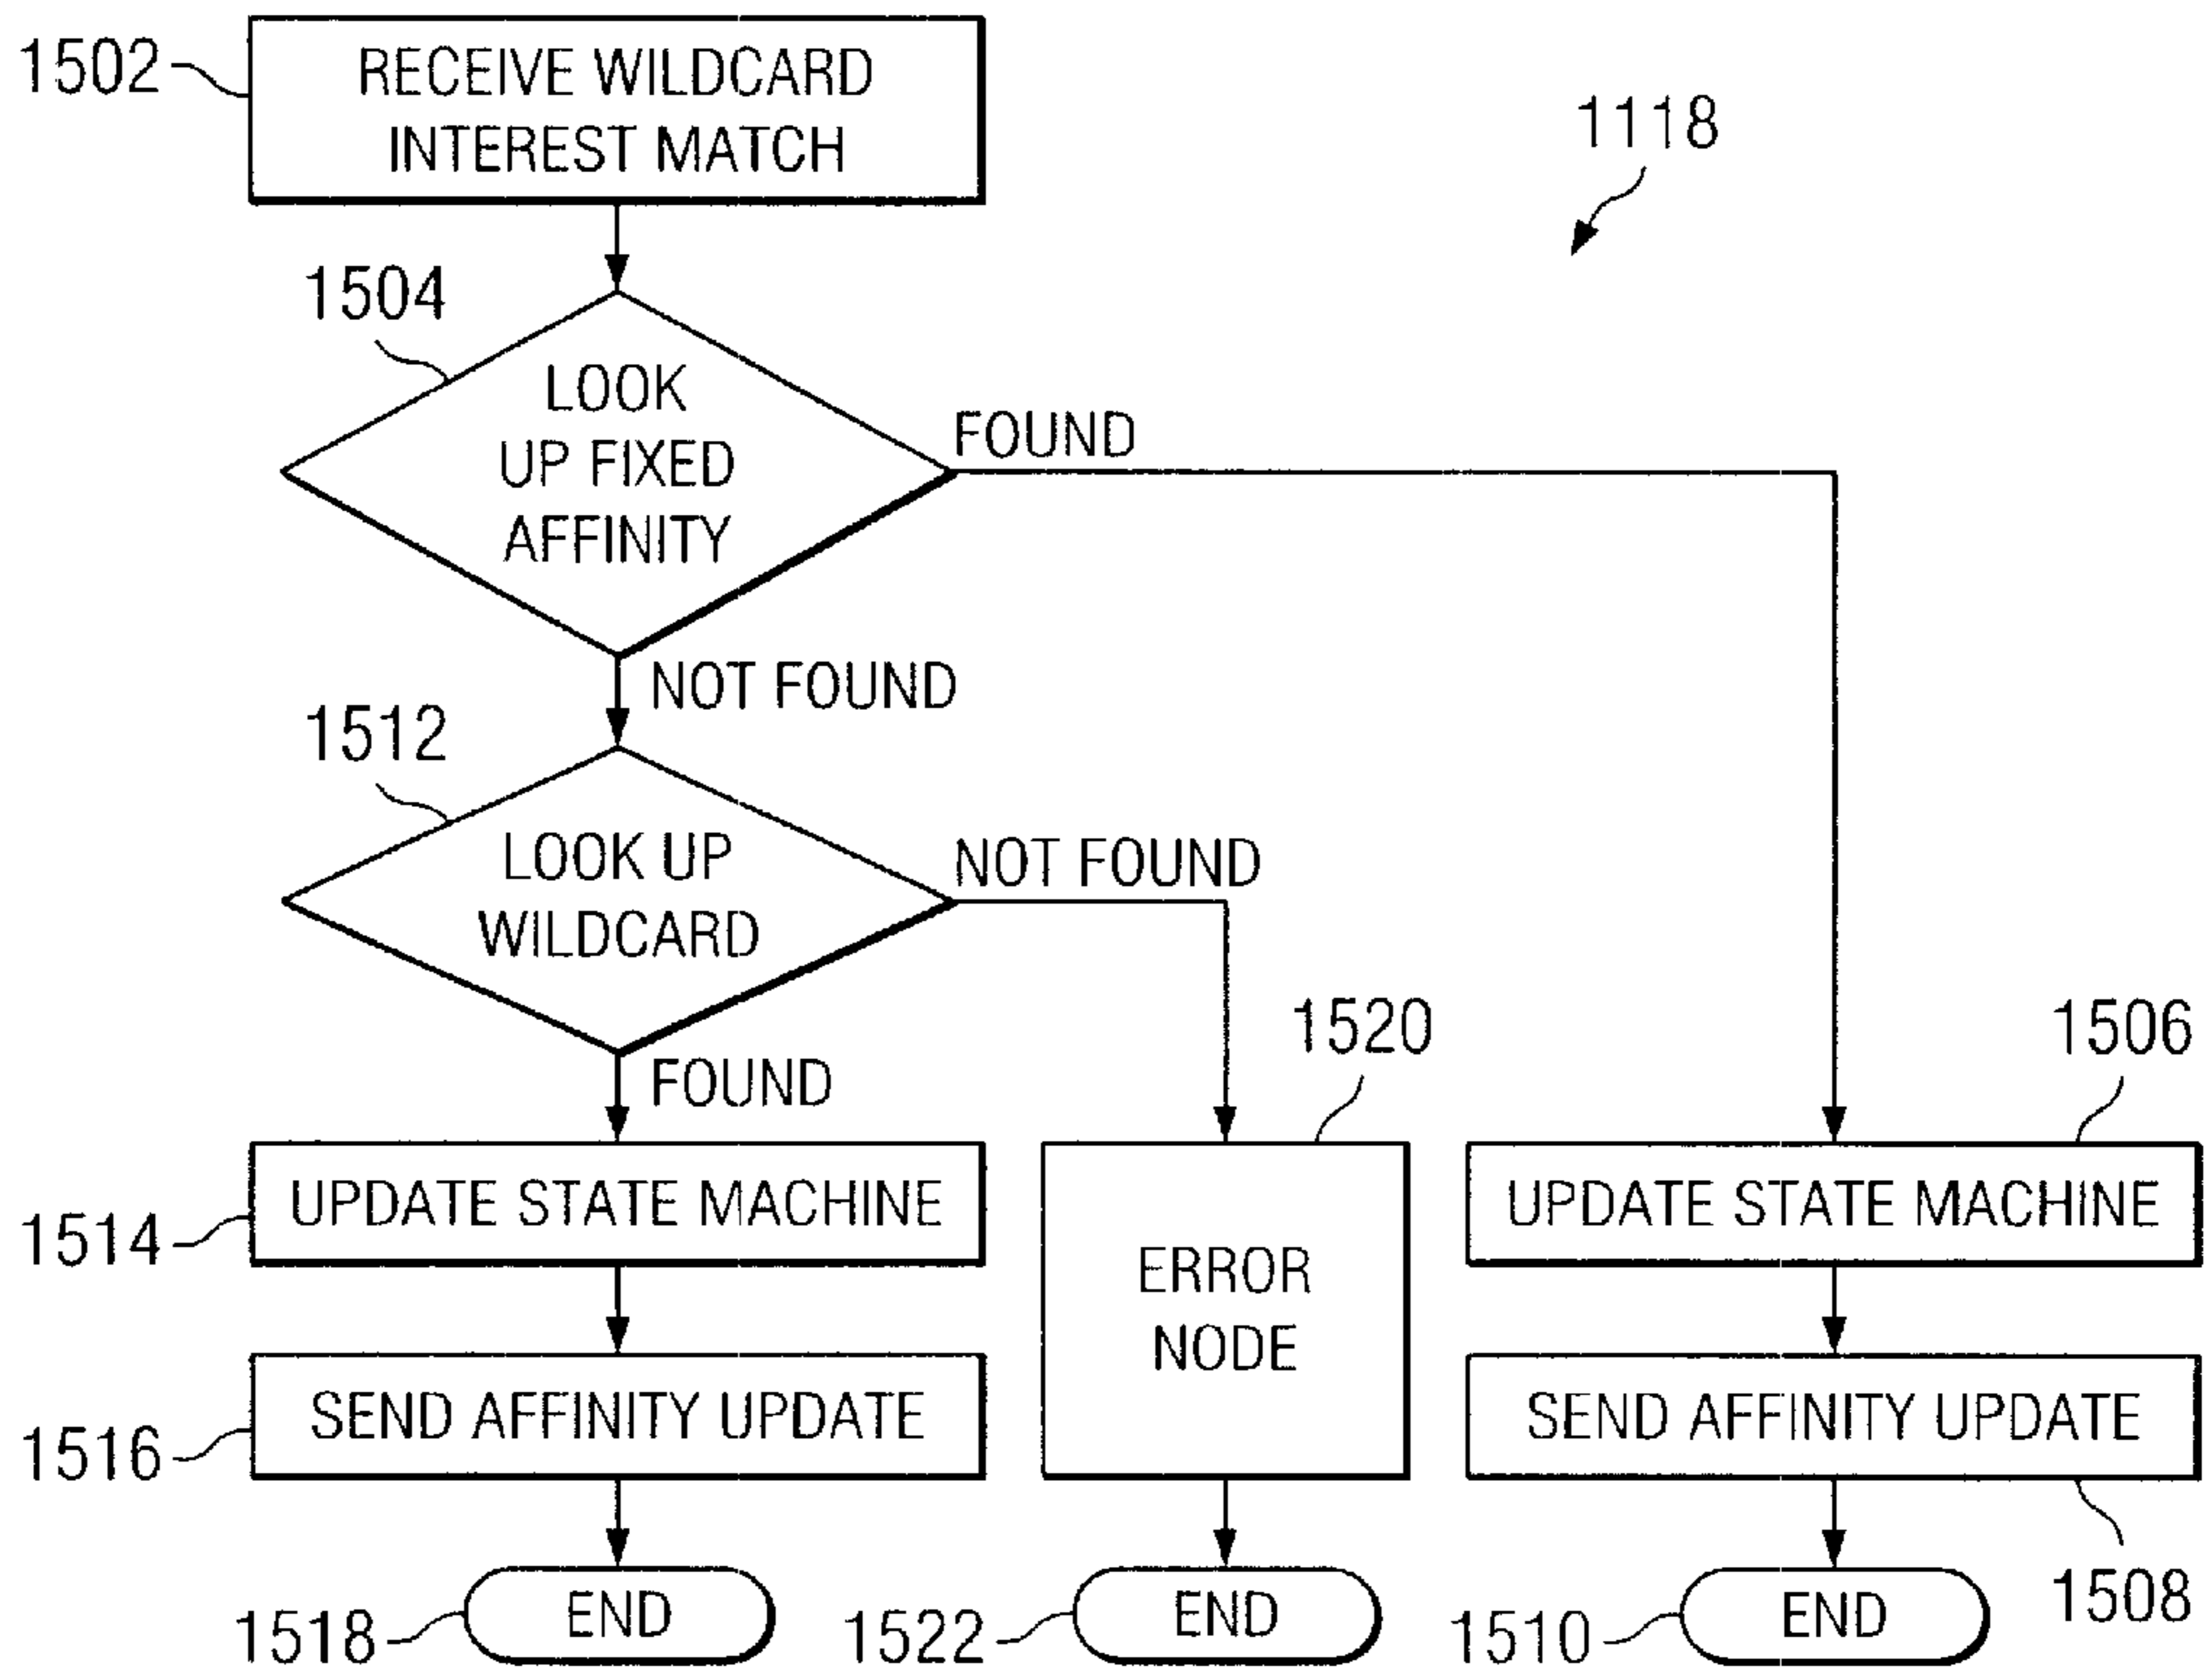 1502
RECEIVE WILDCARD
INTEREST MATCH
1118
1504
LOOK
UP FIXED
AFFINITY
FOUND
NOT FOUND
1512
LOOK UP
WILDCARD
NOT FOUND
FOUND
1520
1506
1514
UPDATE STATE MACHINE
ERROR
NODE
UPDATE STATE MACHINE
1516
SEND AFFINITY UPDATE
SEND AFFINITY UPDATE
1508
1518
END
1522
END
1510
END